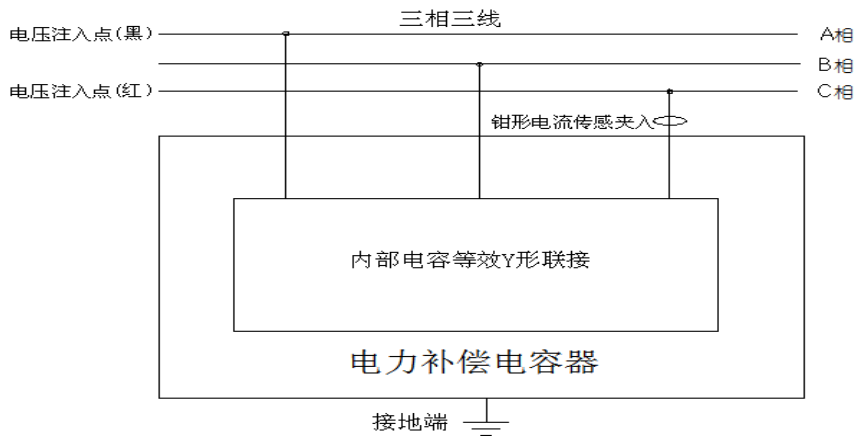 三相三线
电压注入点(黑)
A相
B相
电压注入点(红)
C相
钳形电流传感夹入
内部电容等效Y形联接
电力补偿电容器
接地端